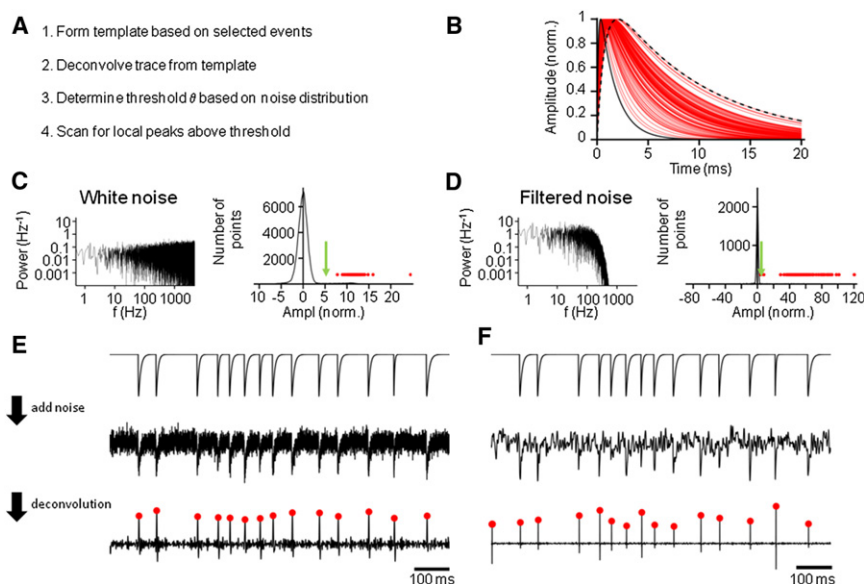 A
1. Form template based on selected events
2. Deconvolve trace from template
3. Determine threshold θ based on noise distribution
4. Scan for local peaks above threshold
B
Amplitude (norm.)
1
0.8
0.6
0.4
0.2
0
0 5 10 15 20
Time (ms)
C
White noise
Power (Hz⁻¹)
10
1
0.1
0.01
0.001
1 10 100 1000
f (Hz)
Number of points
6000
4000
2000
0
-10 -5 0 5 10 15 20 25
Ampl (norm.)
D
Filtered noise
Power (Hz⁻¹)
10
1
0.1
0.01
0.001
1 10 100 1000
f (Hz)
Number of points
2000
1000
0
-80 -40 0 40 80 120
Ampl (norm.)
E
add noise
deconvolution
100 ms
F
100 ms